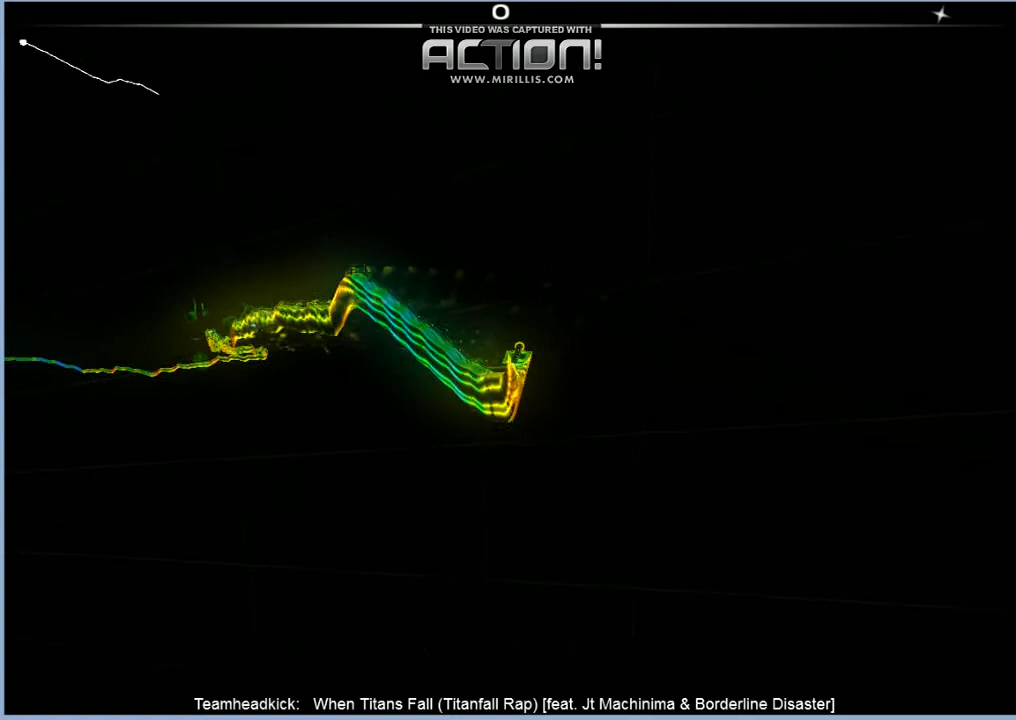 O
THIS VIDEO WAS CAPTURED WITH
ACTION!
WWW.MIRILLIS.COM
Teamheadkick: When Titans Fall (Titanfall Rap) [feat. Jt Machinima & Borderline Disaster]